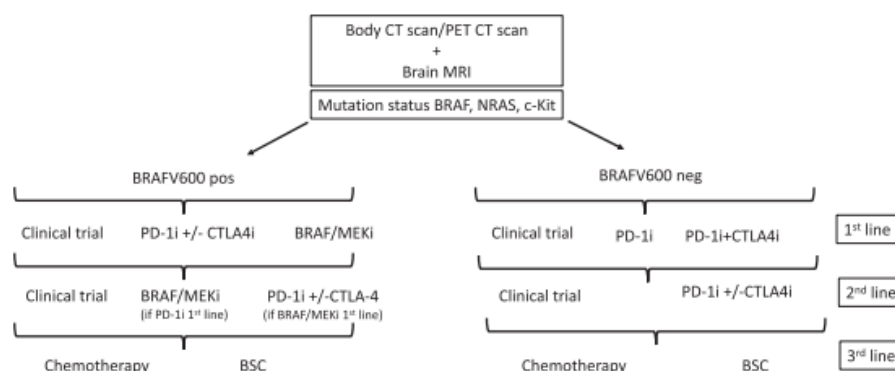 Body CT scan/PET CT scan
+
Brain MRI
Mutation status BRAF, NRAS, c-Kit
BRAFV600 pos
BRAFV600 neg
Clinical trial PD-1i +/- CTLA4i BRAF/MEKi
Clinical trial PD-1i PD-1i+CTLA4i
1st line
Clinical trial BRAF/MEKi PD-1i +/-CTLA-4
(if PD-1i 1st line) (if BRAF/MEKi 1st line)
Clinical trial PD-1i +/-CTLA4i
2nd line
Chemotherapy BSC
Chemotherapy BSC
3rd line